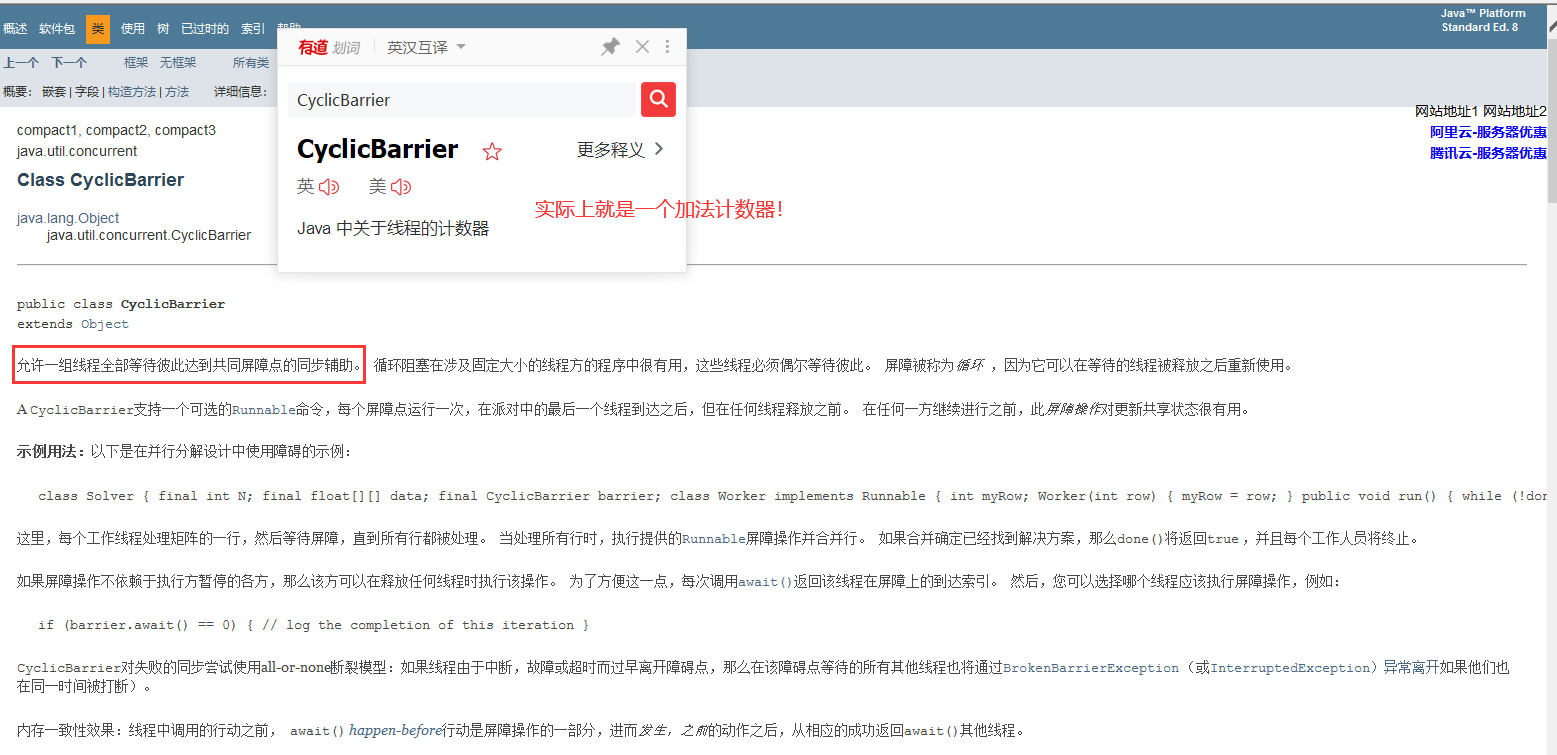 概述 软件包 类 使用 树 已过时的 索引 帮助
Java™ Platform
Standard Ed. 8
上一个 下一个 框架 无框架 所有类
概要： 嵌套 | 字段 | 构造方法 | 方法 详细信息：
有道 划词 英汉互译
CyclicBarrier
CyclicBarrier 更多释义
英 美
Java 中关于线程的计数器
实际上就是一个加法计数器！
网站地址1 网站地址2
阿里云-服务器优惠
腾讯云-服务器优惠
compact1, compact2, compact3
java.util.concurrent
Class CyclicBarrier
java.lang.Object
java.util.concurrent.CyclicBarrier
public class CyclicBarrier
extends Object
允许一组线程全部等待彼此达到共同屏障点的同步辅助。 循环阻塞在涉及固定大小的线程方的程序中很有用，这些线程必须偶尔等待彼此。 屏障被称为循环 ，因为它可以在等待的线程被释放之后重新使用。
A CyclicBarrier支持一个可选的Runnable命令，每个屏障点运行一次，在派对中的最后一个线程到达之后，但在任何线程释放之前。 在任何一方继续进行之前，此屏障操作对更新共享状态很有用。
示例用法：以下是在并行分解设计中使用障碍的示例：
class Solver { final int N; final float[][] data; final CyclicBarrier barrier; class Worker implements Runnable { int myRow; Worker(int row) { myRow = row; } public void run() { while (!don
这里，每个工作线程处理矩阵的一行，然后等待屏障，直到所有行都被处理。 当处理所有行时，执行提供的Runnable屏障操作并合并行。 如果合并确定已经找到解决方案，那么done()将返回true ，并且每个工作人员将终止。
如果屏障操作不依赖于执行方暂停的各方，那么该方可以在释放任何线程时执行该操作。 为了方便这一点，每次调用await()返回该线程在屏障上的到达索引。 然后，您可以选择哪个线程应该执行屏障操作，例如：
if (barrier.await() == 0) { // log the completion of this iteration }
CyclicBarrier对失败的同步尝试使用all-or-none断裂模型：如果线程由于中断，故障或超时而过早离开障碍点，那么在该障碍点等待的所有其他线程也将通过BrokenBarrierException （或InterruptedException）异常离开如果他们也
在同一时间被打断）。
内存一致性效果：线程中调用的行动之前， await() happen-before行动是屏障操作的一部分，进而发生，之前的动作之后，从相应的成功返回await()其他线程。